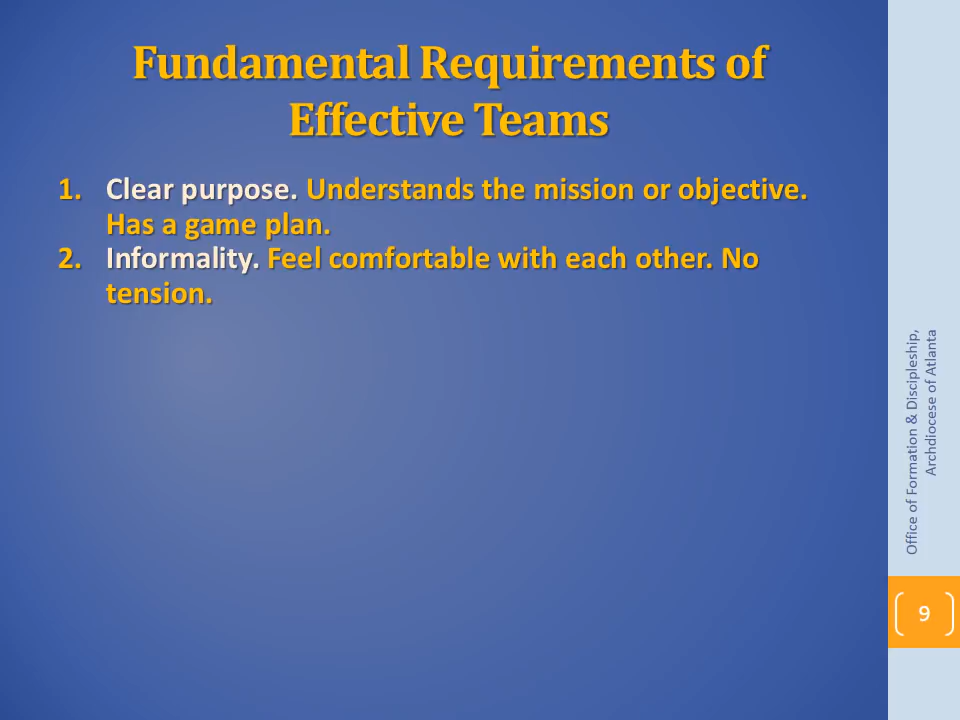 Fundamental Requirements of
Effective Teams
1. Clear purpose. Understands the mission or objective.
Has a game plan.
2. Informality. Feel comfortable with each other. No
tension.
Office of Formation & Discipleship,
Archdiocese of Atlanta
9